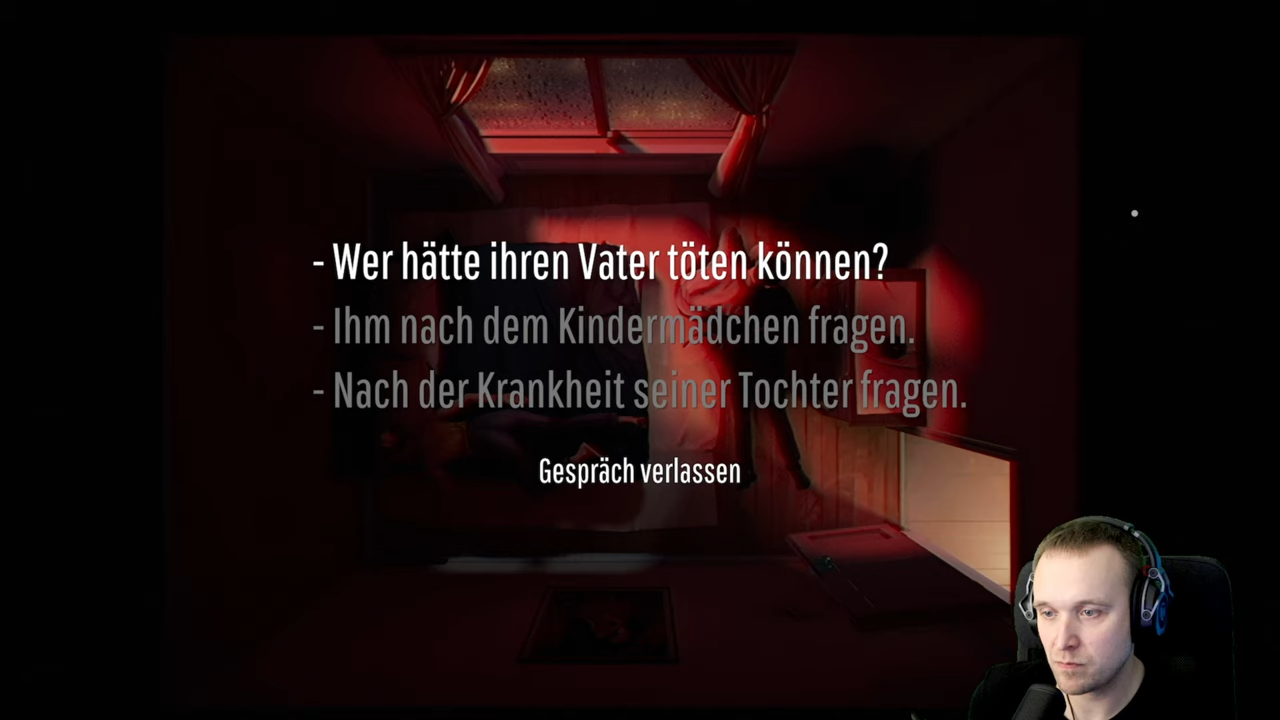 - Wer hätte ihren Vater töten können?
- Ihm nach dem Kindermädchen fragen.
- Nach der Krankheit seiner Tochter fragen.
Gespräch verlassen